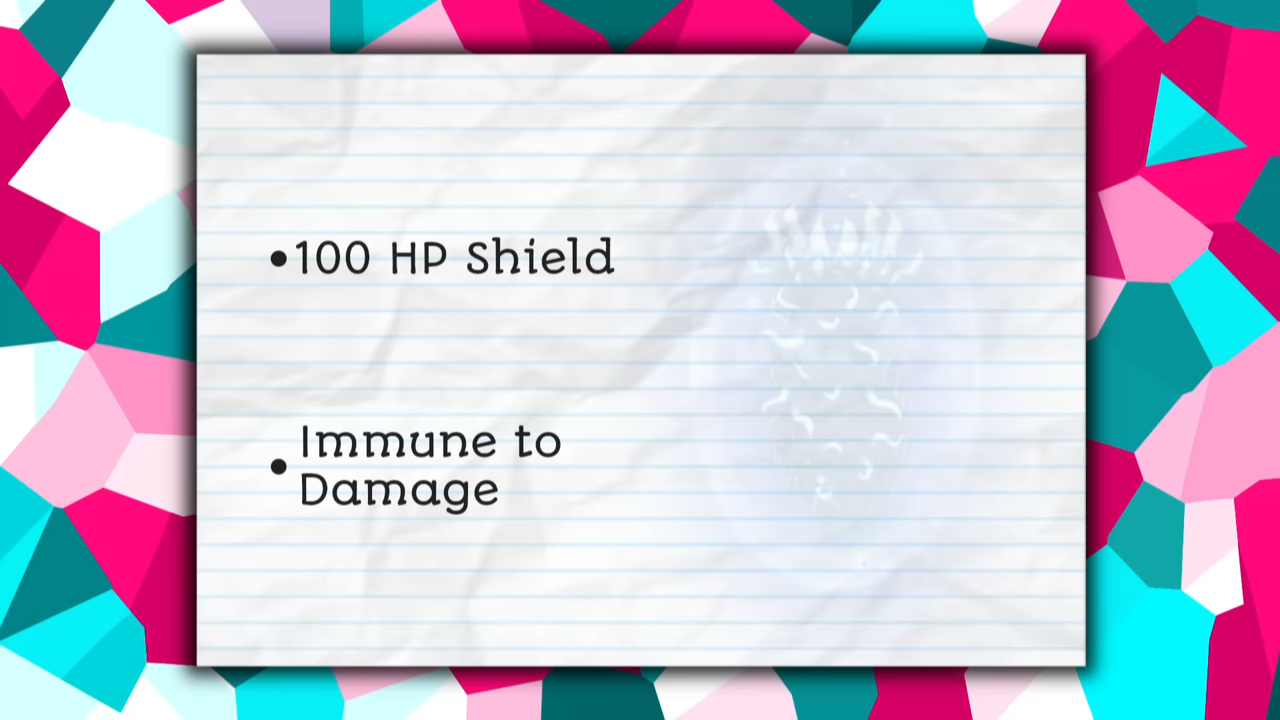 •100 HP Shield
• Immune to
Damage